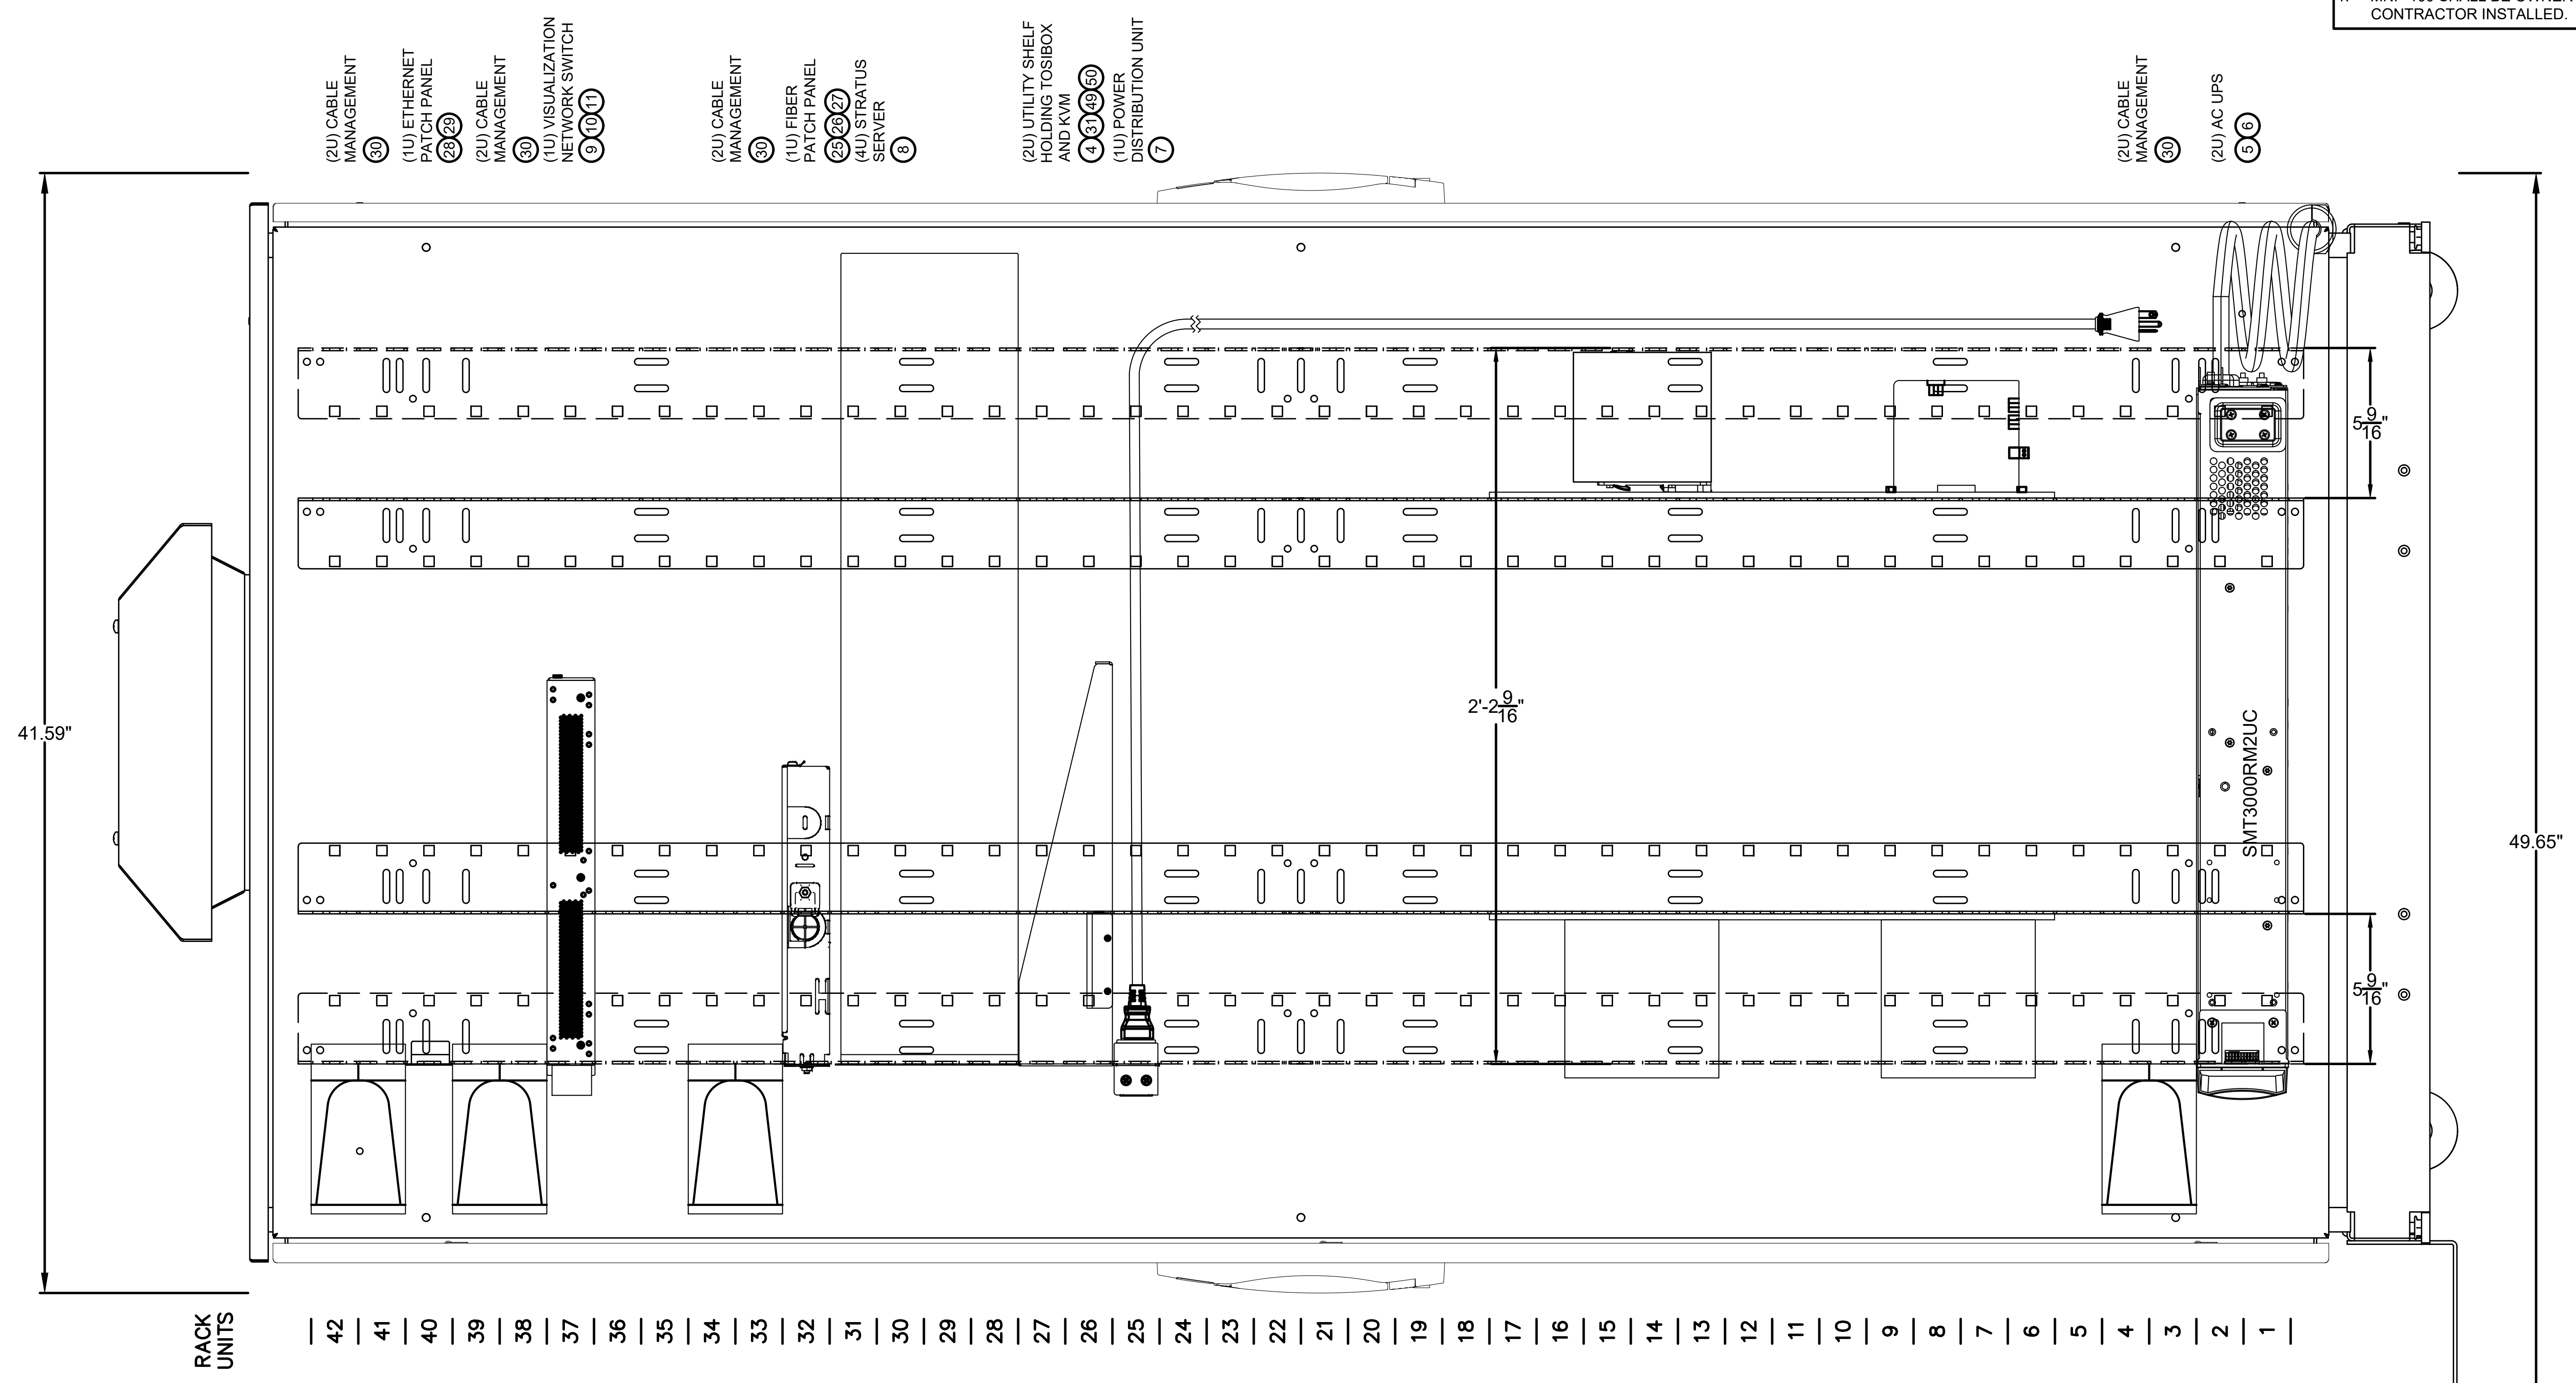 CONTRACTOR INSTALLED.
(2U) CABLE
MANAGEMENT
30
(1U) ETHERNET
PATCH PANEL
28 29
(2U) CABLE
MANAGEMENT
30
(1U) VISUALIZATION
NETWORK SWITCH
9 10 11
(2U) CABLE
MANAGEMENT
30
(1U) FIBER
PATCH PANEL
25 26 27
(4U) STRATUS
SERVER
8
(2U) UTILITY SHELF
HOLDING TOSIBOX
AND KVM
4 31 49 50
(1U) POWER
DISTRIBUTION UNIT
7
(2U) CABLE
MANAGEMENT
30
(2U) AC UPS
5 6
41.59"
2'-2 9/16"
5 9/16"
SMT3000RM2UC
49.65"
5 9/16"
RACK
UNITS
42
41
40
39
38
37
36
35
34
33
32
31
30
29
28
27
26
25
24
23
22
21
20
19
18
17
16
15
14
13
12
11
10
9
8
7
6
5
4
3
2
1